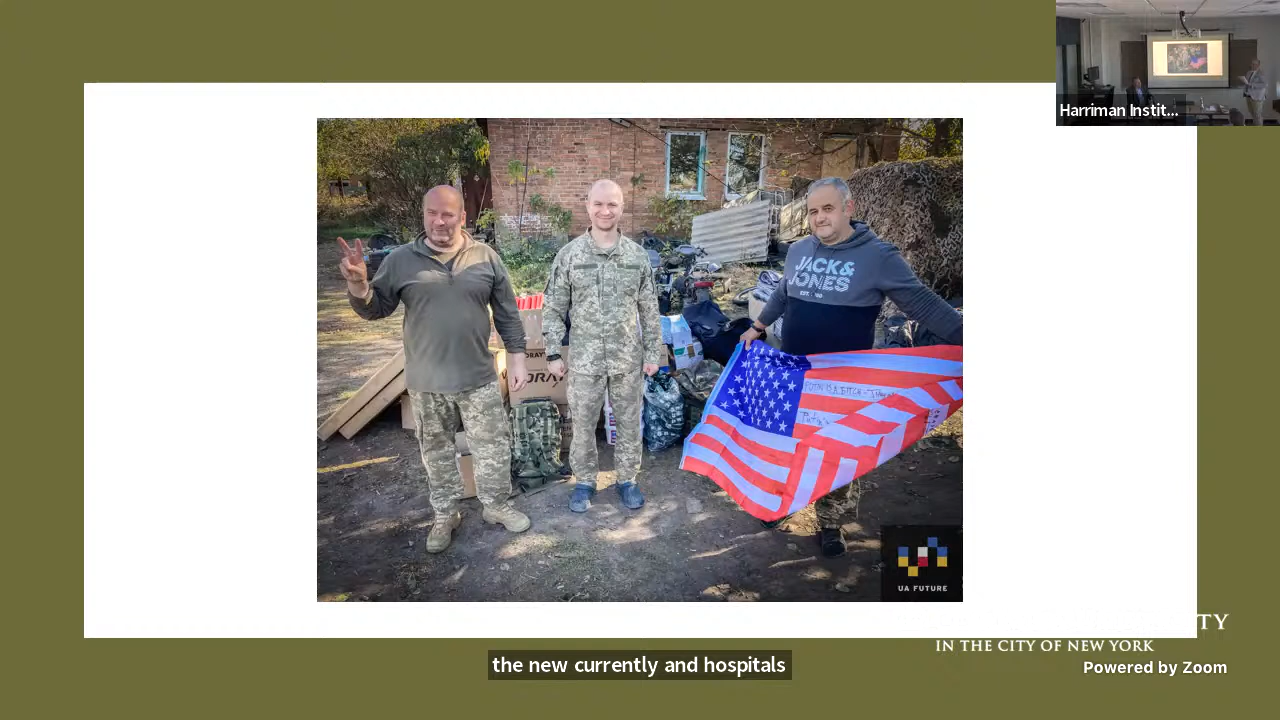 Harriman Instit...
JACK&
JONES
UA FUTURE
TY
IN THE CITY OF NEW YORK
the new currently and hospitals
Powered by Zoom